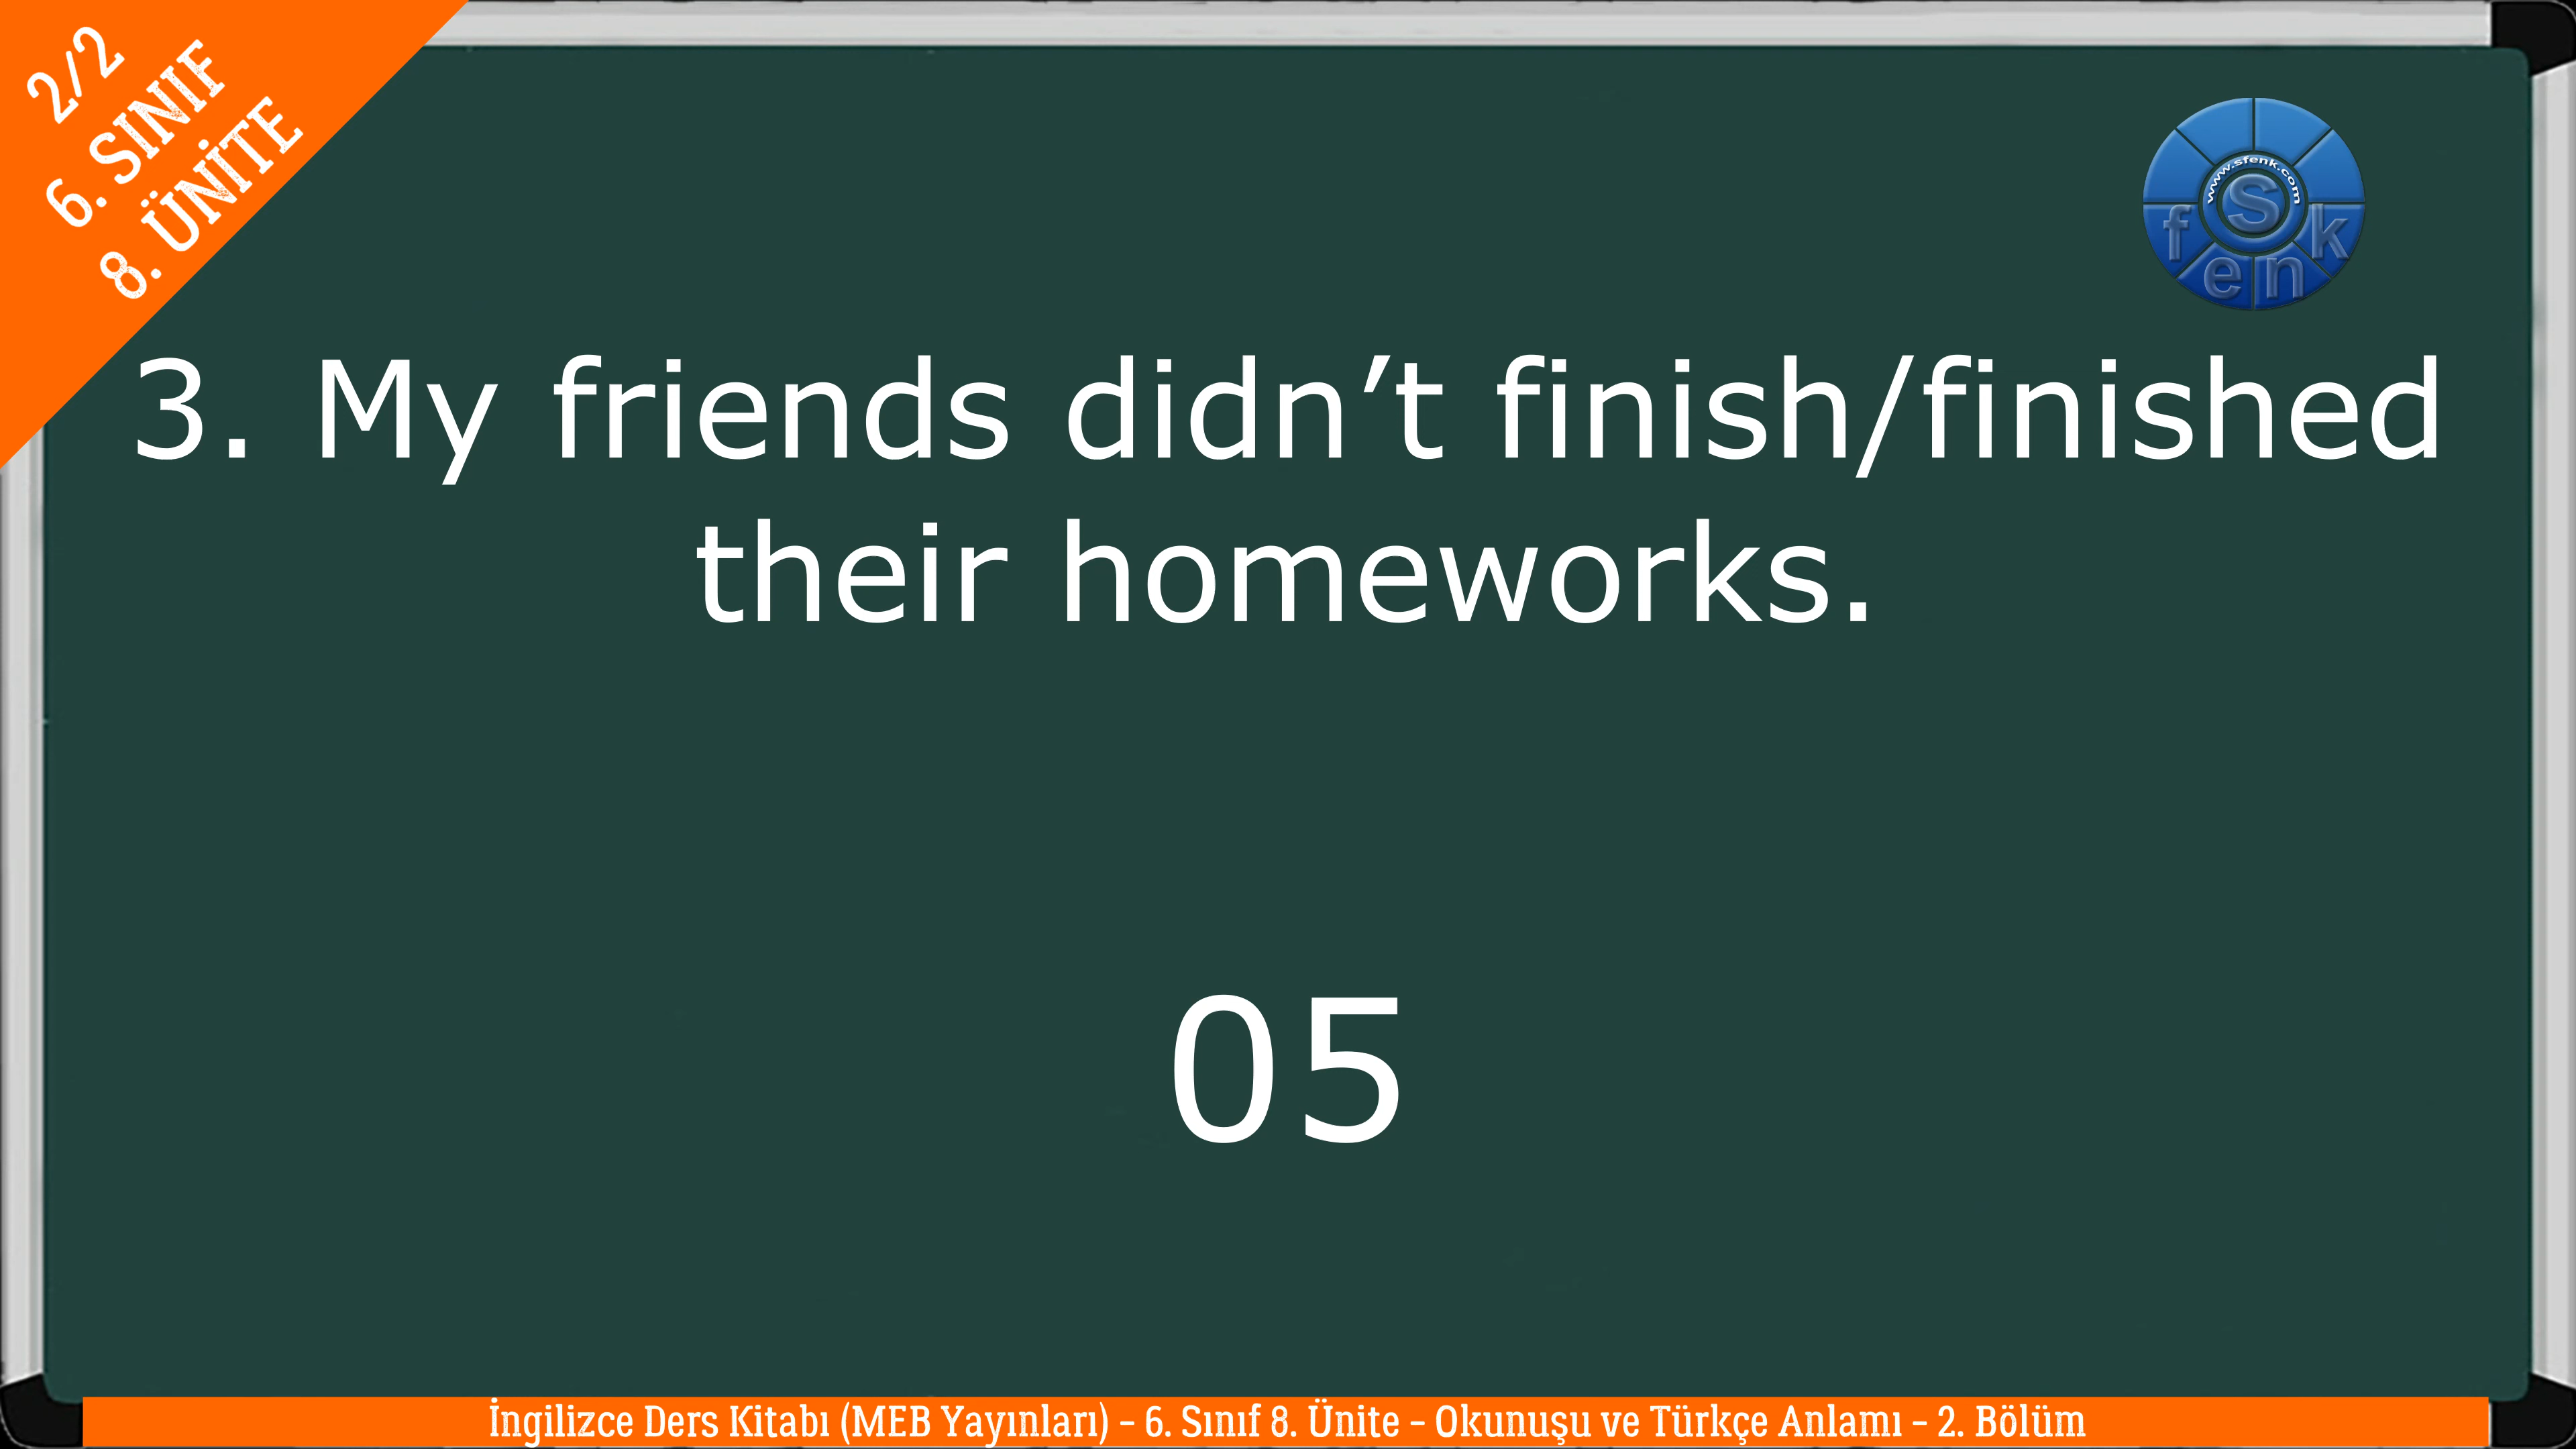 2/2
6. SINIF
8. ÜNİTE
www.sfenk.com
S
f e n k
3. My friends didn’t finish/finished
their homeworks.
05
İngilizce Ders Kitabı (MEB Yayınları) – 6. Sınıf 8. Ünite – Okunuşu ve Türkçe Anlamı – 2. Bölüm